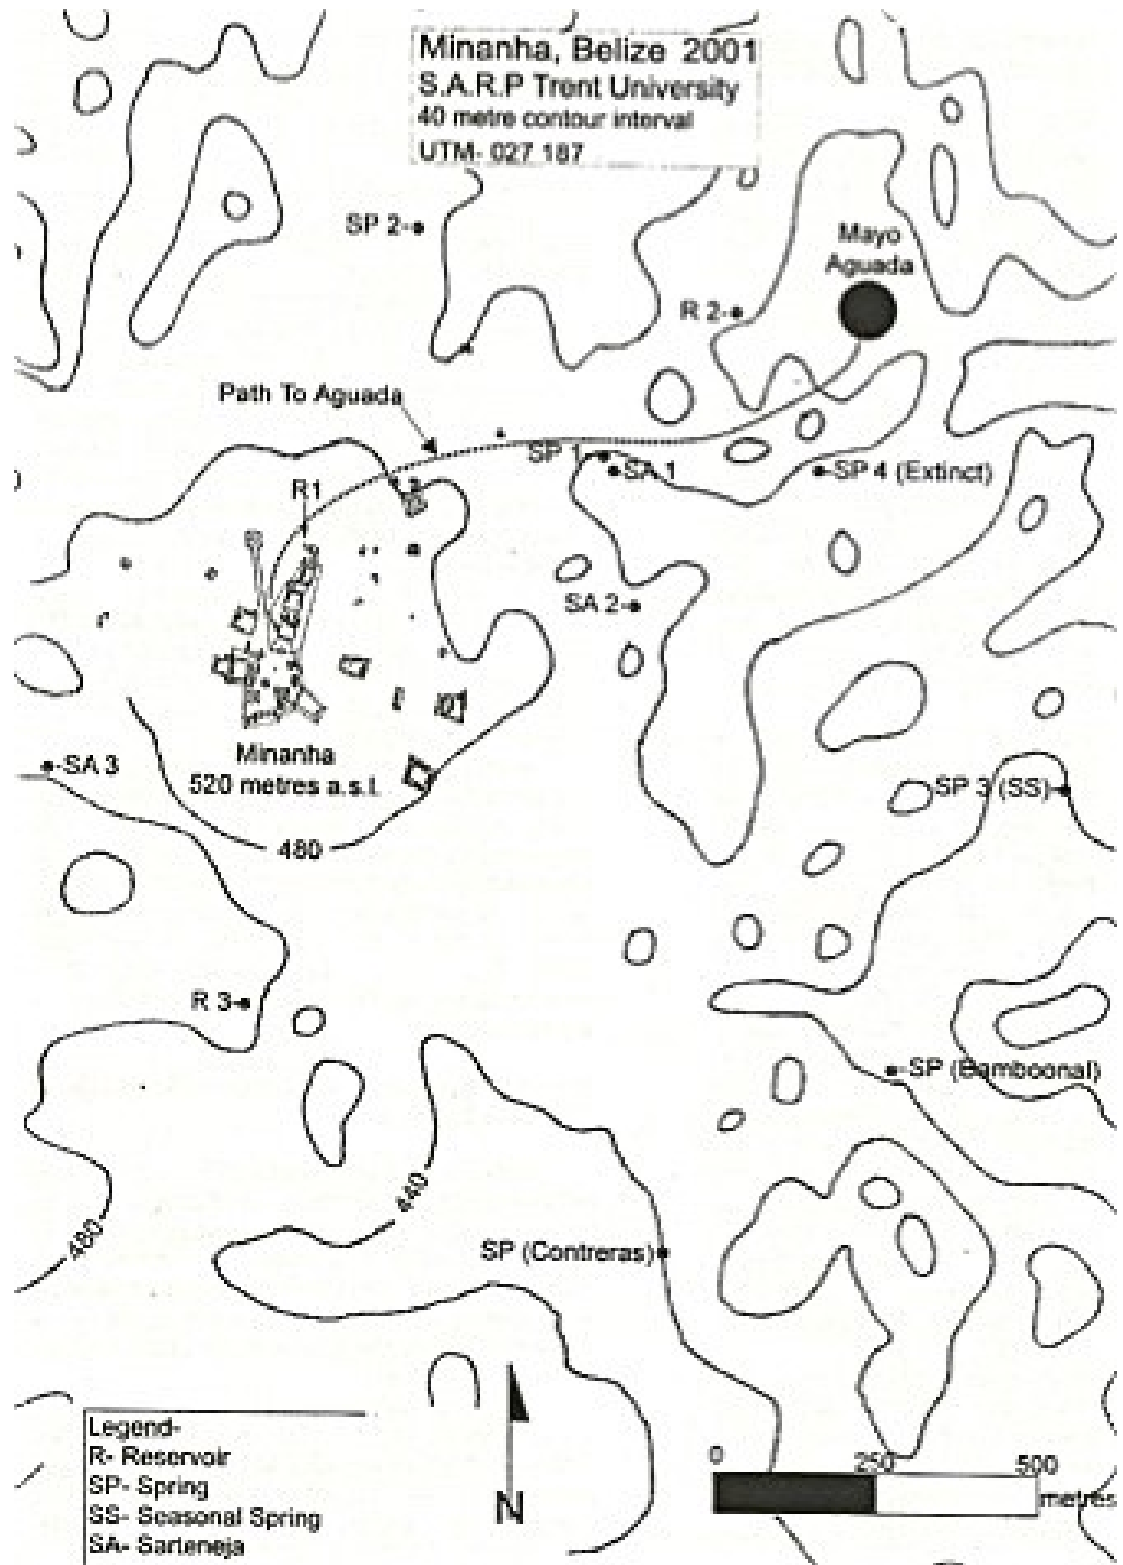 Minanha, Belize 2001
S.A.R.P Trent University
40 metre contour interval
UTM- 027 187
SP 2
Mayo
Aguada
R 2
Path To Aguada
SP 1
SA 1
SP 4 (Extinct)
R1
SA 2
Minanha
520 metres a.s.l.
SA 3
SP 3 (SS)
480
R 3
SP (Bamboonal)
440
480
SP (Contreras)
Legend-
R- Reservoir
SP- Spring
SS- Seasonal Spring
SA- Sarteneja
N
0 250 500
metres